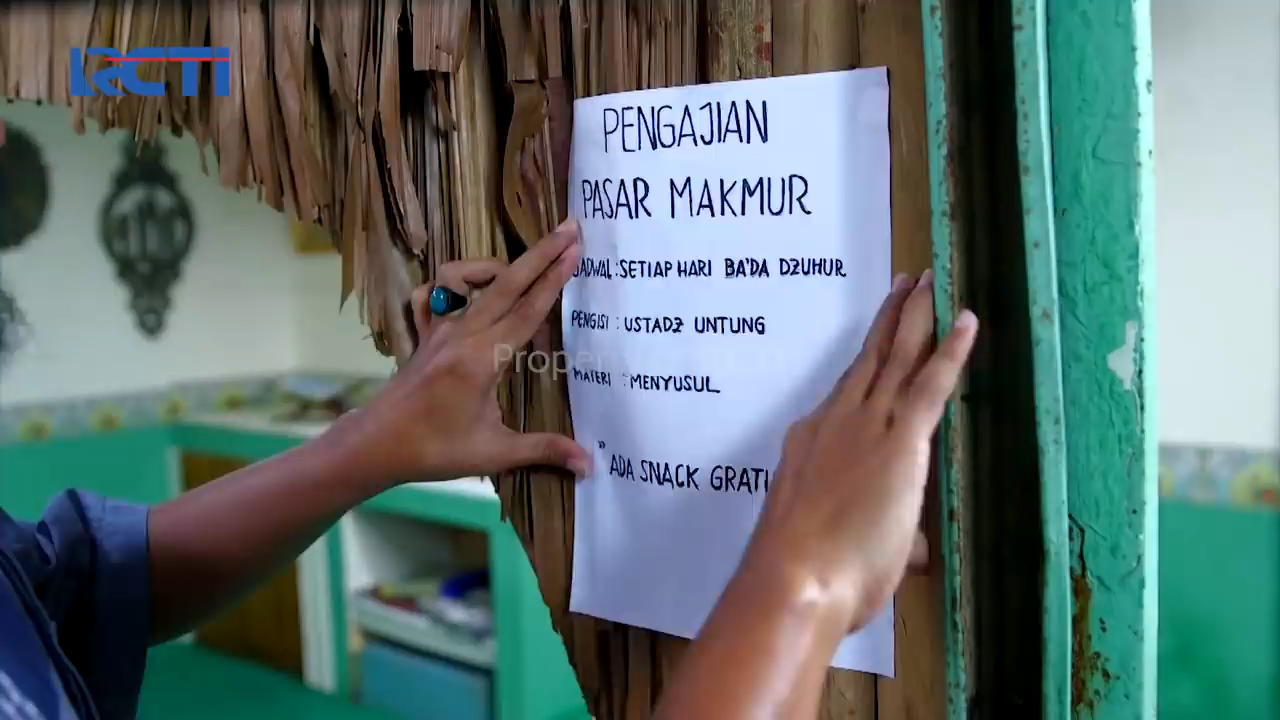 RCTI
PENGAJIAN
PASAR MAKMUR
JADWAL : SETIAP HARI BA'DA DZUHUR
PENGISI : USTADZ UNTUNG
MATERI : MENYUSUL
" ADA SNACK GRATI